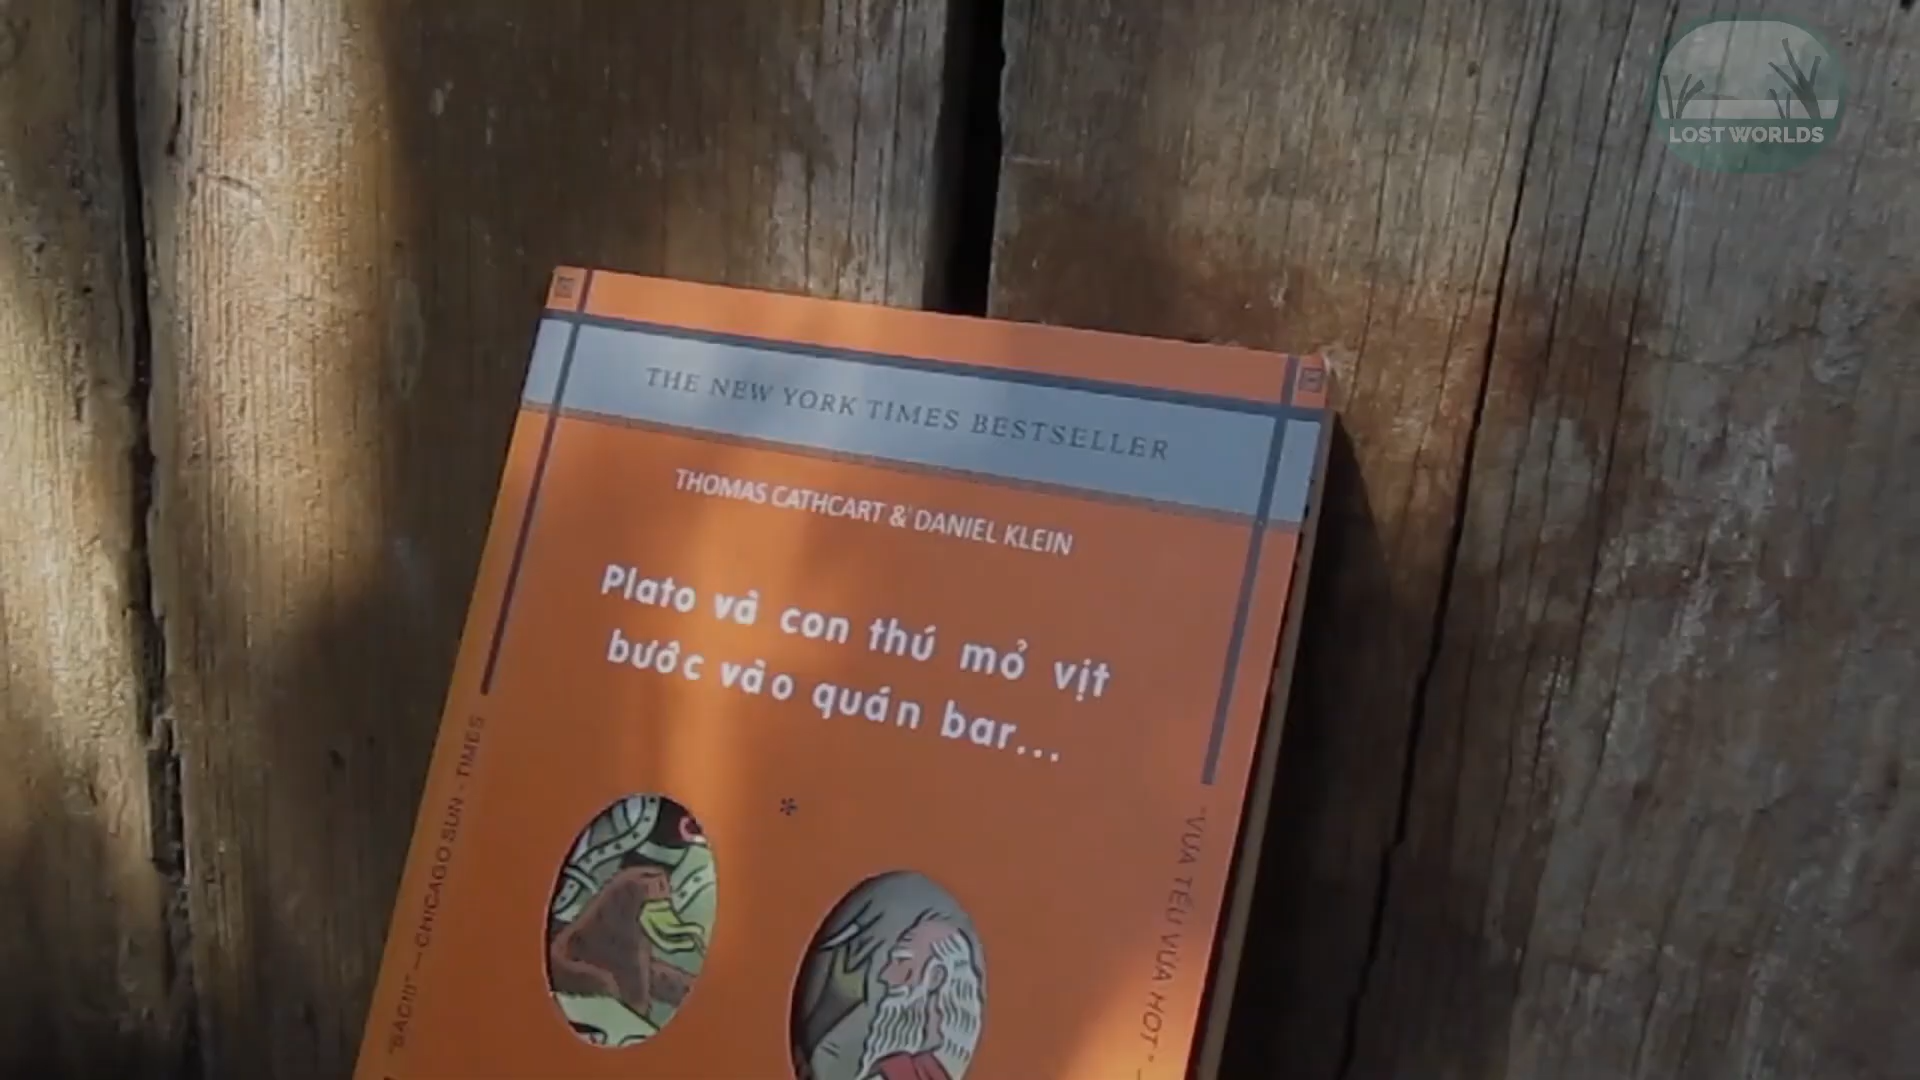 LOST WORLDS
THE NEW YORK TIMES BESTSELLER
THOMAS CATHCART & DANIEL KLEIN
Plato và con thú mỏ vịt
bước vào quán bar...
*
"BACH!" — CHICAGO SUN - TIMES
"VỪA TẾU VỪA HOT" —